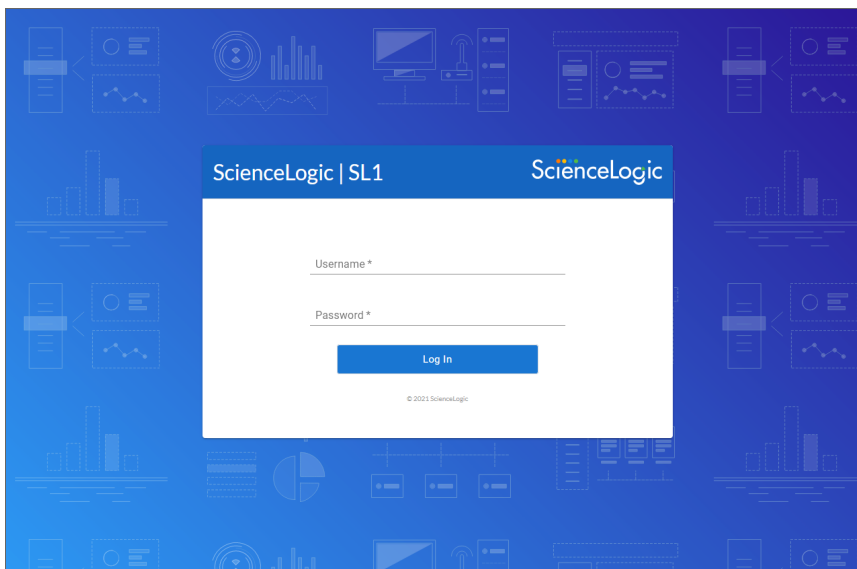 ScienceLogic | SL1
ScienceLogic
Username *
Password *
Log In
© 2021 ScienceLogic